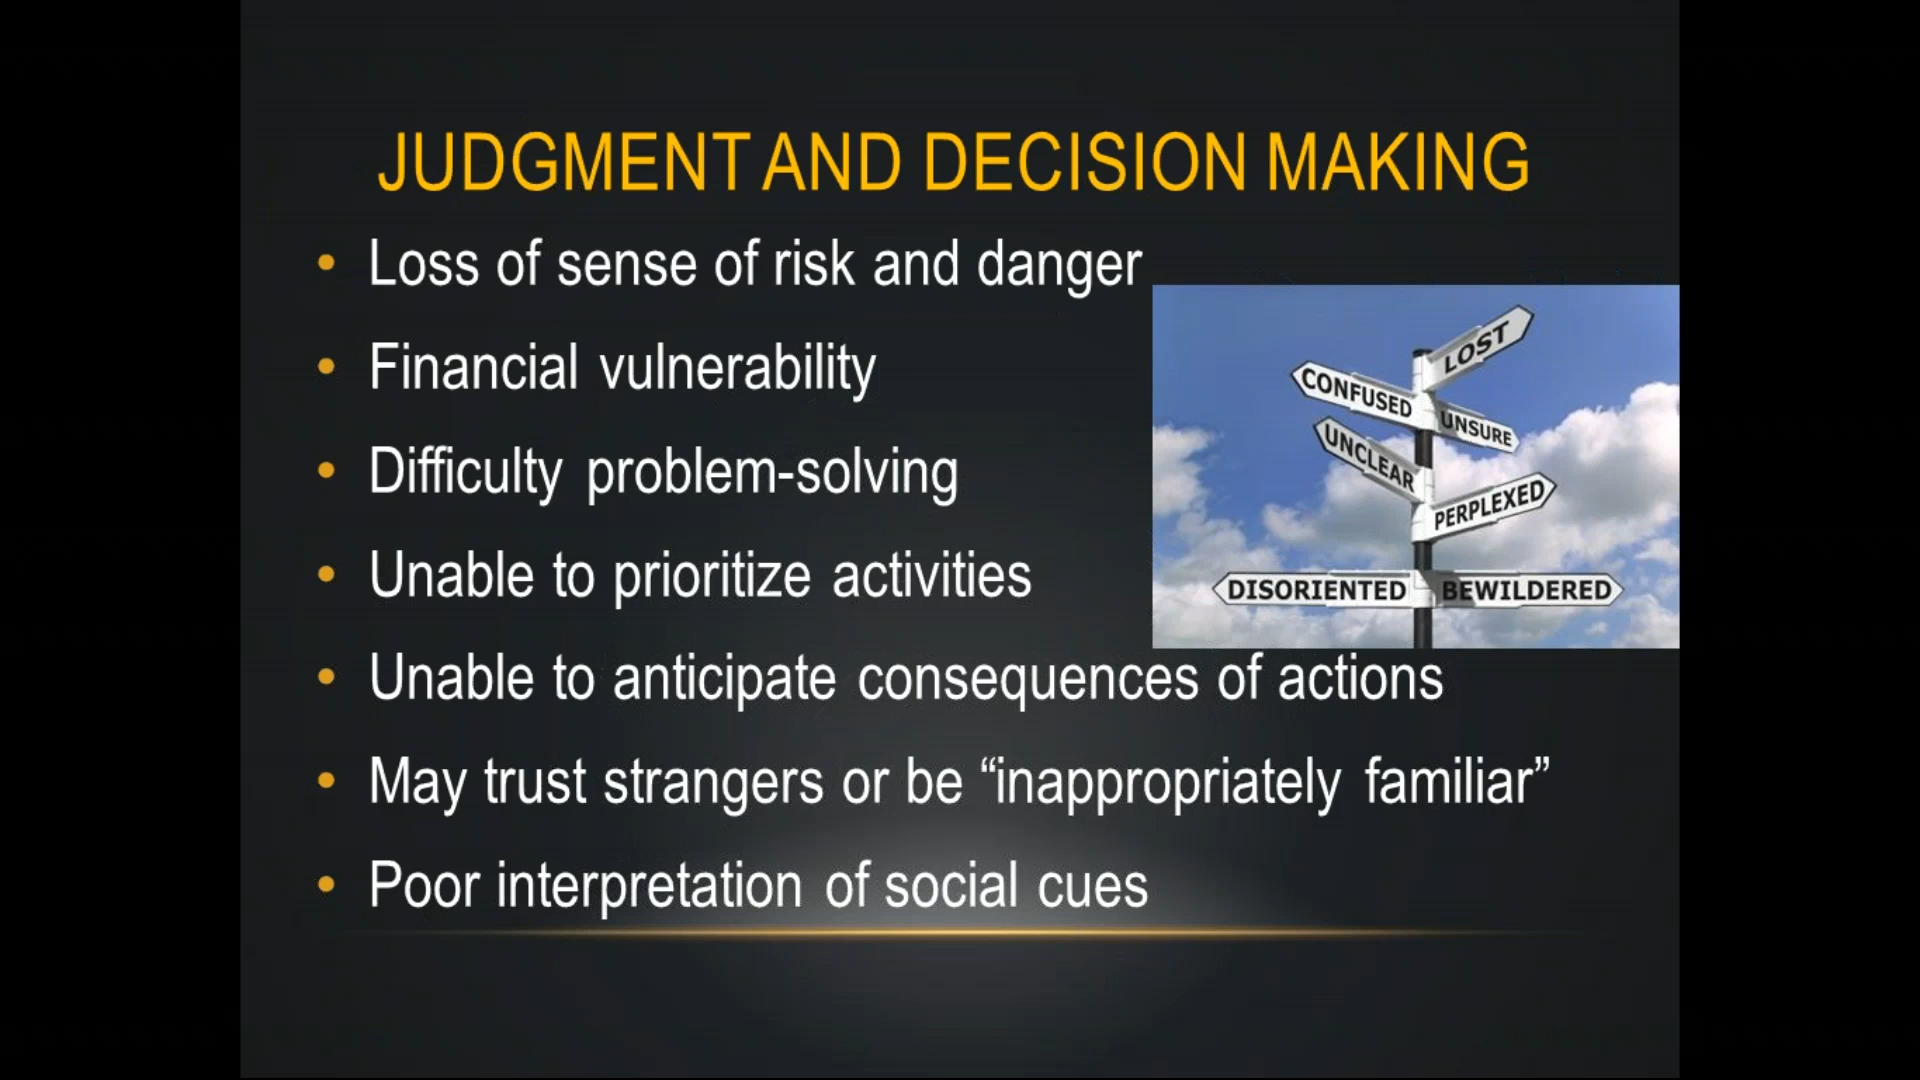 JUDGMENT AND DECISION MAKING
• Loss of sense of risk and danger
• Financial vulnerability
• Difficulty problem-solving
• Unable to prioritize activities
• Unable to anticipate consequences of actions
• May trust strangers or be “inappropriately familiar”
• Poor interpretation of social cues
LOST
CONFUSED
UNSURE
UNCLEAR
PERPLEXED
DISORIENTED
BEWILDERED